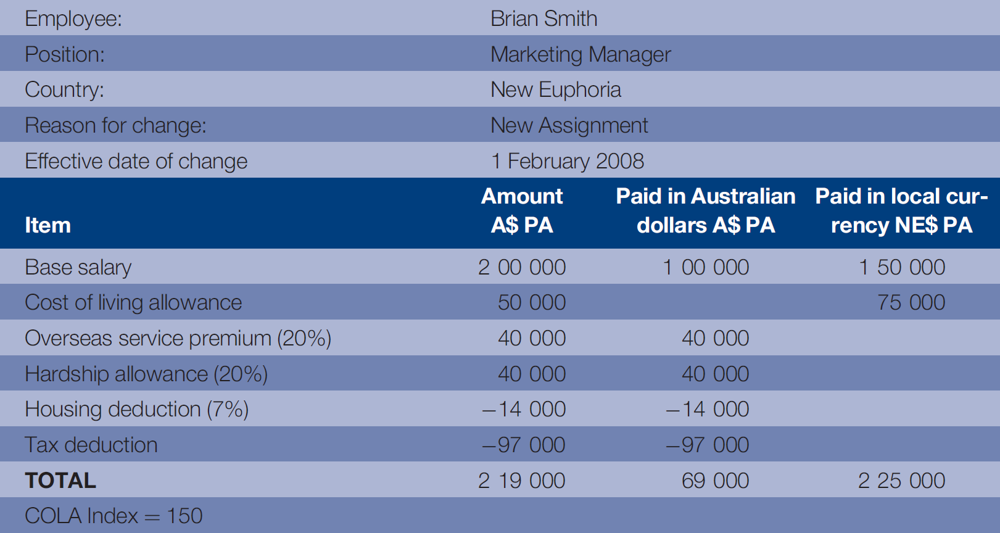 Employee: Brian Smith
Position: Marketing Manager
Country: New Euphoria
Reason for change: New Assignment
Effective date of change 1 February 2008
Item Amount A$ PA Paid in Australian dollars A$ PA Paid in local cur-rency NE$ PA
Base salary 2 00 000 1 00 000 1 50 000
Cost of living allowance 50 000 75 000
Overseas service premium (20%) 40 000 40 000
Hardship allowance (20%) 40 000 40 000
Housing deduction (7%) −14 000 −14 000
Tax deduction −97 000 −97 000
TOTAL 2 19 000 69 000 2 25 000
COLA Index = 150